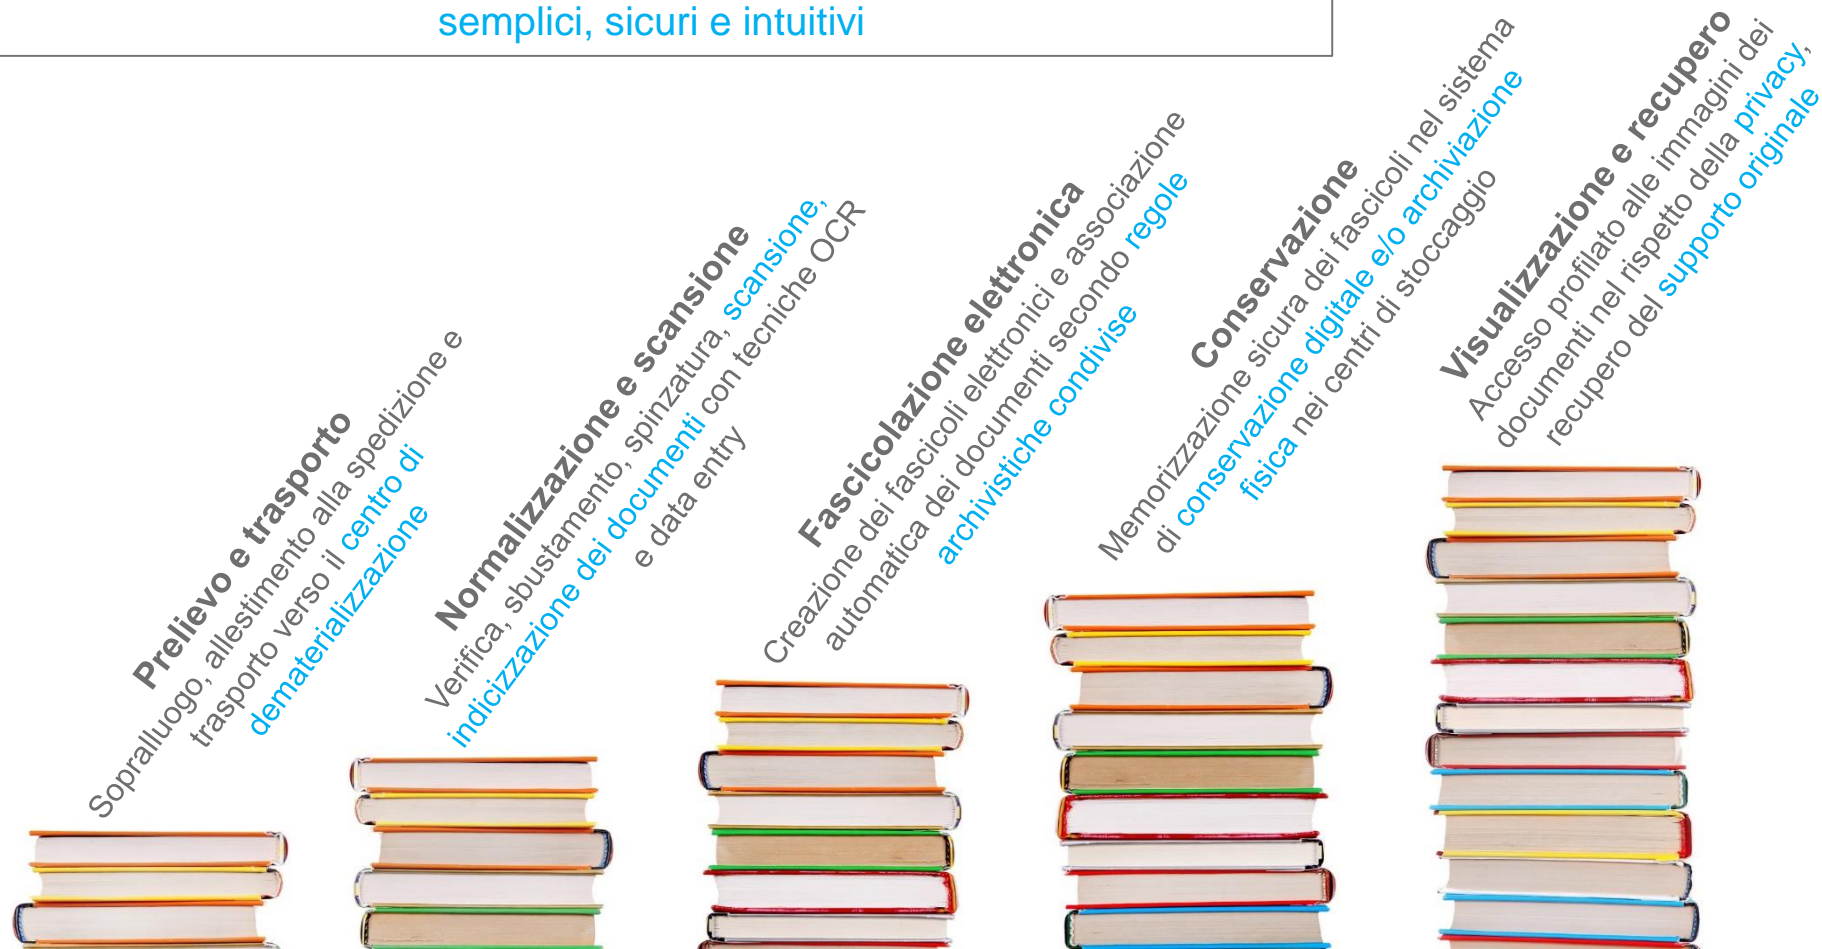 semplici, sicuri e intuitivi
Prelievo e trasporto
Sopralluogo, allestimento alla spedizione e
trasporto verso il centro di
dematerializzazione
Normalizzazione e scansione
Verifica, sbustamento, spinzatura, scansione,
indicizzazione dei documenti con tecniche OCR
e data entry
Fascicolazione elettronica
Creazione dei fascicoli elettronici e associazione
automatica dei documenti secondo regole
archivistiche condivise
Conservazione
Memorizzazione sicura dei fascicoli nel sistema
di conservazione digitale e/o archiviazione
fisica nei centri di stoccaggio
Visualizzazione e recupero
Accesso profilato alle immagini dei
documenti nel rispetto della privacy,
recupero del supporto originale